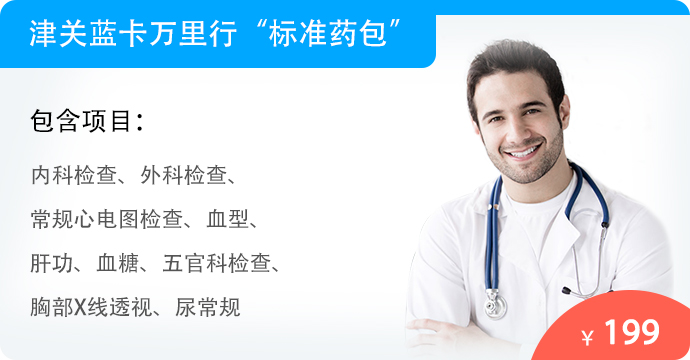 津关蓝卡万里行“标准药包”
包含项目：
内科检查、外科检查、
常规心电图检查、血型、
肝功、血糖、五官科检查、
胸部X线透视、尿常规
￥199